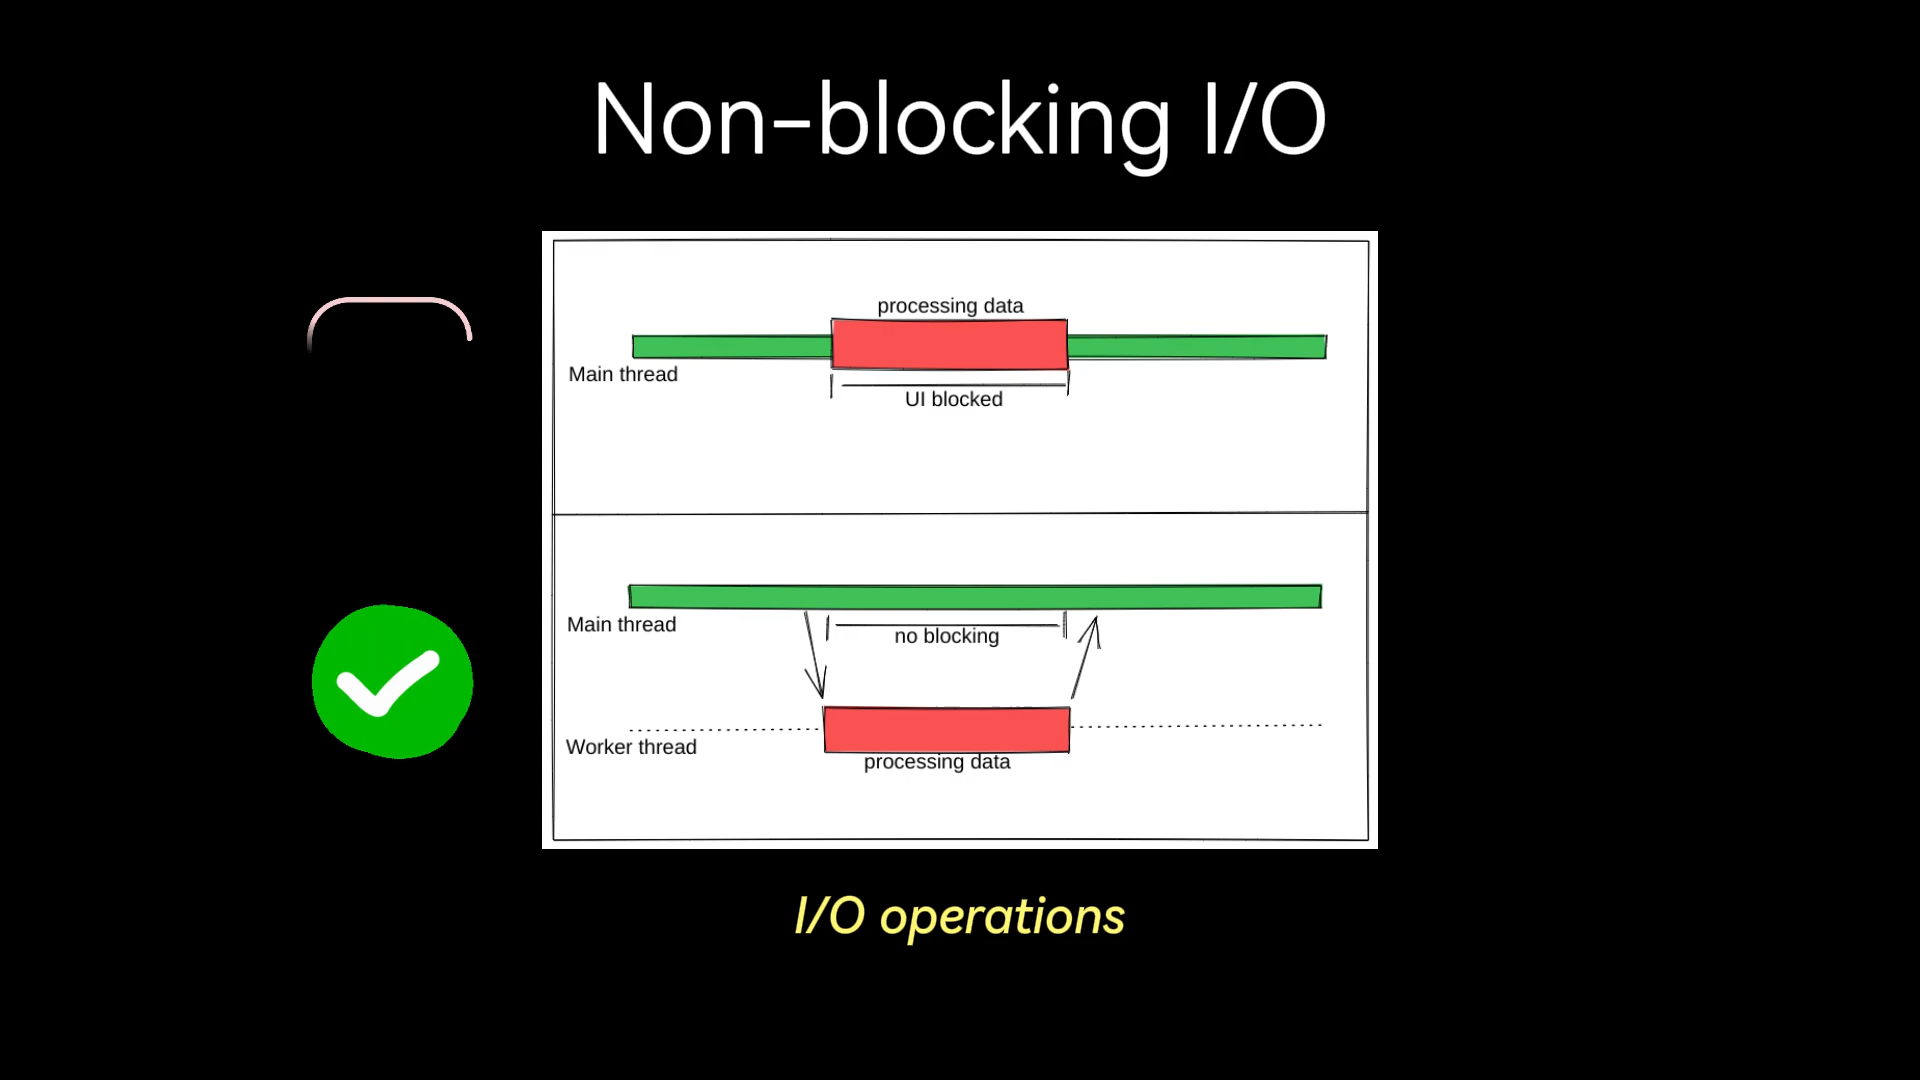 Non-blocking I/O
processing data
Main thread
UI blocked
Main thread
no blocking
Worker thread
processing data
I/O operations